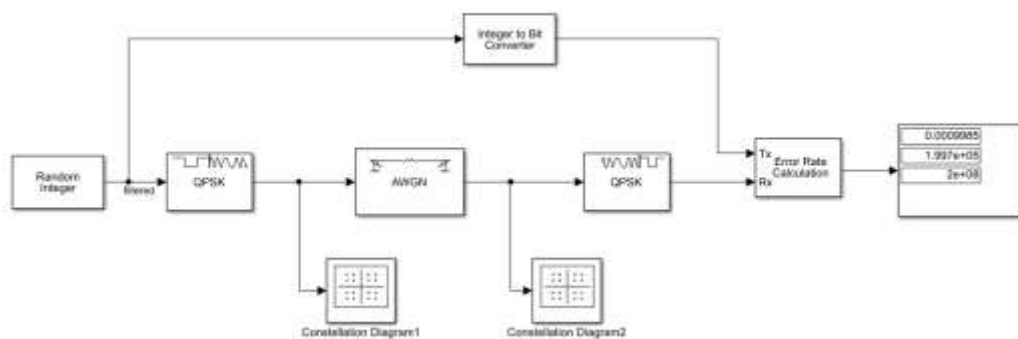 Integer to Bit
Converter
Random
Integer
filtered
QPSK
AWGN
QPSK
Tx
Rx
Error Rate
Calculation
0.0009985
1.997e+05
2e+08
Constellation Diagram1
Constellation Diagram2